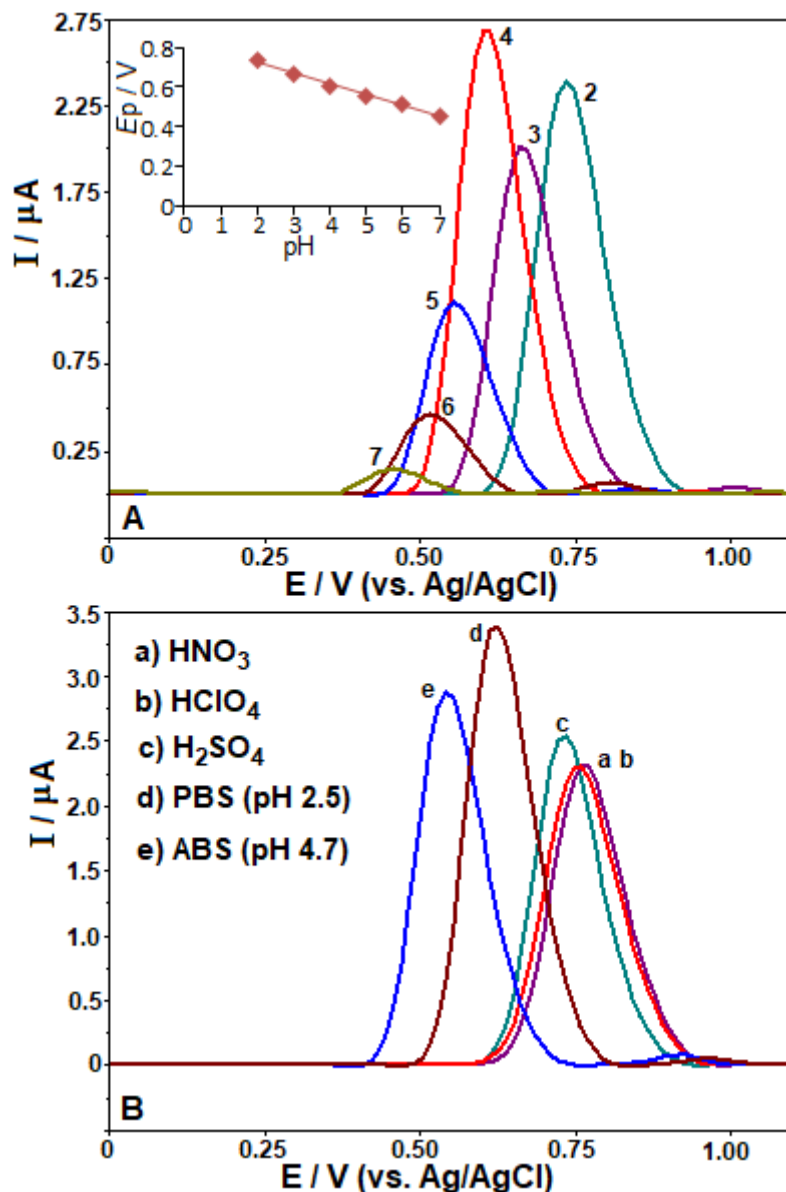 2.75
2.25
1.75
1.25
0.75
0.25
I / µA
0.8
0.6
0.4
0.2
0
Ep / V
0 1 2 3 4 5 6 7
pH
4
2
3
5
6
7
A
0 0.25 0.50 0.75 1.00
E / V (vs. Ag/AgCl)
3.5
3.0
2.5
2.0
1.5
1.0
0.5
0
I / µA
a) HNO3
b) HClO4
c) H2SO4
d) PBS (pH 2.5)
e) ABS (pH 4.7)
d
e
c
a b
B
0 0.25 0.50 0.75 1.00
E / V (vs. Ag/AgCl)